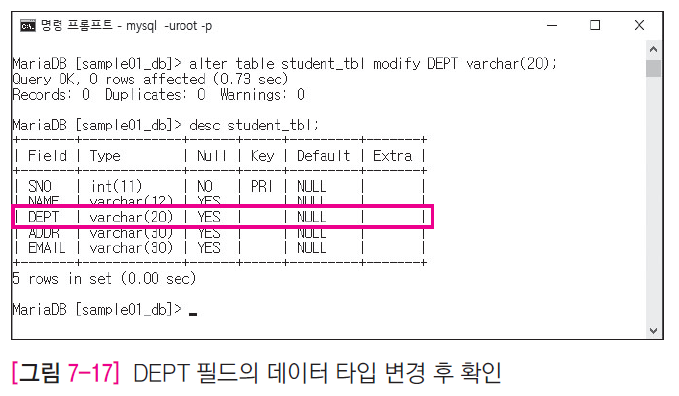 명령 프롬프트 - mysql -uroot -p
MariaDB [sample01_db]> alter table student_tbl modify DEPT varchar(20);
Query OK, 0 rows affected (0.73 sec)
Records: 0 Duplicates: 0 Warnings: 0
MariaDB [sample01_db]> desc student_tbl;
+-------+-------------+------+-----+---------+-------+
| Field | Type | Null | Key | Default | Extra |
+-------+-------------+------+-----+---------+-------+
| SNO | int(11) | NO | PRI | NULL | |
| NAME | varchar(12) | YES | | NULL | |
| DEPT | varchar(20) | YES | | NULL | |
| ADDR | varchar(30) | YES | | NULL | |
| EMAIL | varchar(30) | YES | | NULL | |
+-------+-------------+------+-----+---------+-------+
5 rows in set (0.00 sec)
MariaDB [sample01_db]> _
[그림 7-17] DEPT 필드의 데이터 타입 변경 후 확인